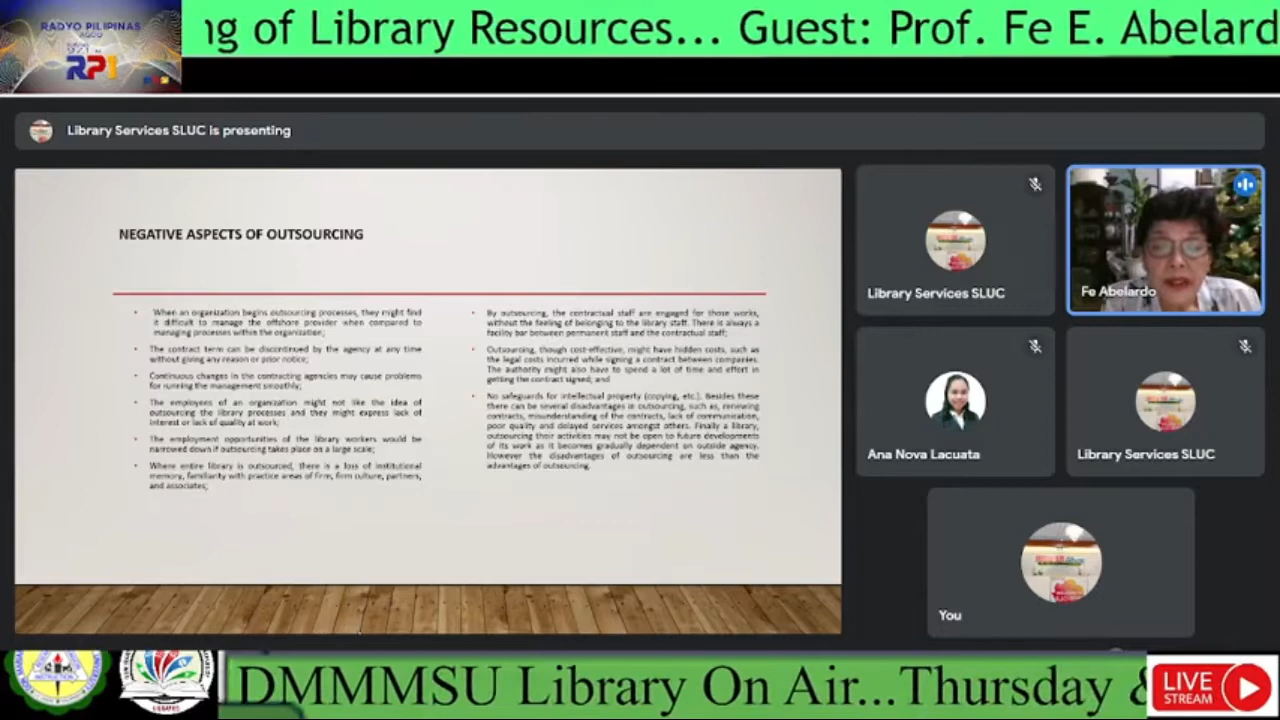 RADYO PILIPINAS
AGOO
RP1
ng of Library Resources... Guest: Prof. Fe E. Abelard
Library Services SLUC is presenting
NEGATIVE ASPECTS OF OUTSOURCING
• When an organization begins outsourcing processes, they might find
it difficult to manage the offshore provider when compared to
managing processes within the organization;
• The contract term can be discontinued by the agency at any time
without giving any reason or prior notice;
• Continuous changes in the contracting agencies may cause problems
for running the management smoothly;
• The employees of an organization might not like the idea of
outsourcing the library processes and they might express lack of
interest or lack of quality at work;
• The employment opportunities of the library workers would be
narrowed down if outsourcing takes place on a large scale;
• Where entire library is outsourced, there is a loss of institutional
memory, familiarity with practice areas of firm, firm culture, partners,
and associates;
• By outsourcing, the contractual staff are engaged for those works,
without the feeling of belonging to the library staff. There is always a
facility bar between permanent staff and the contractual staff;
• Outsourcing, though cost-effective, might have hidden costs, such as
the legal costs incurred while signing a contract between companies.
The authority might also have to spend a lot of time and effort in
getting the contract signed; and
• No safeguards for intellectual property (copying, etc.). Besides these
there can be several disadvantages in outsourcing, such as, renewing
contracts, misunderstanding of the contracts, lack of communication,
poor quality and delayed services amongst others. Finally a library,
outsourcing their activities may not be open to future developments
of its work as it becomes gradually dependent on outside agency.
However the disadvantages of outsourcing are less than the
advantages of outsourcing.
Library Services SLUC
Fe Abelardo
Ana Nova Lacuata
Library Services SLUC
You
DMMMSU Library On Air...Thursday &
LIVE
STREAM